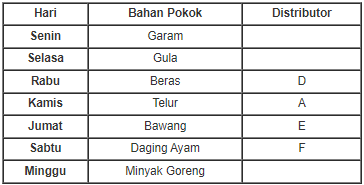 Hari Bahan Pokok Distributor
Senin Garam
Selasa Gula
Rabu Beras D
Kamis Telur A
Jumat Bawang E
Sabtu Daging Ayam F
Minggu Minyak Goreng